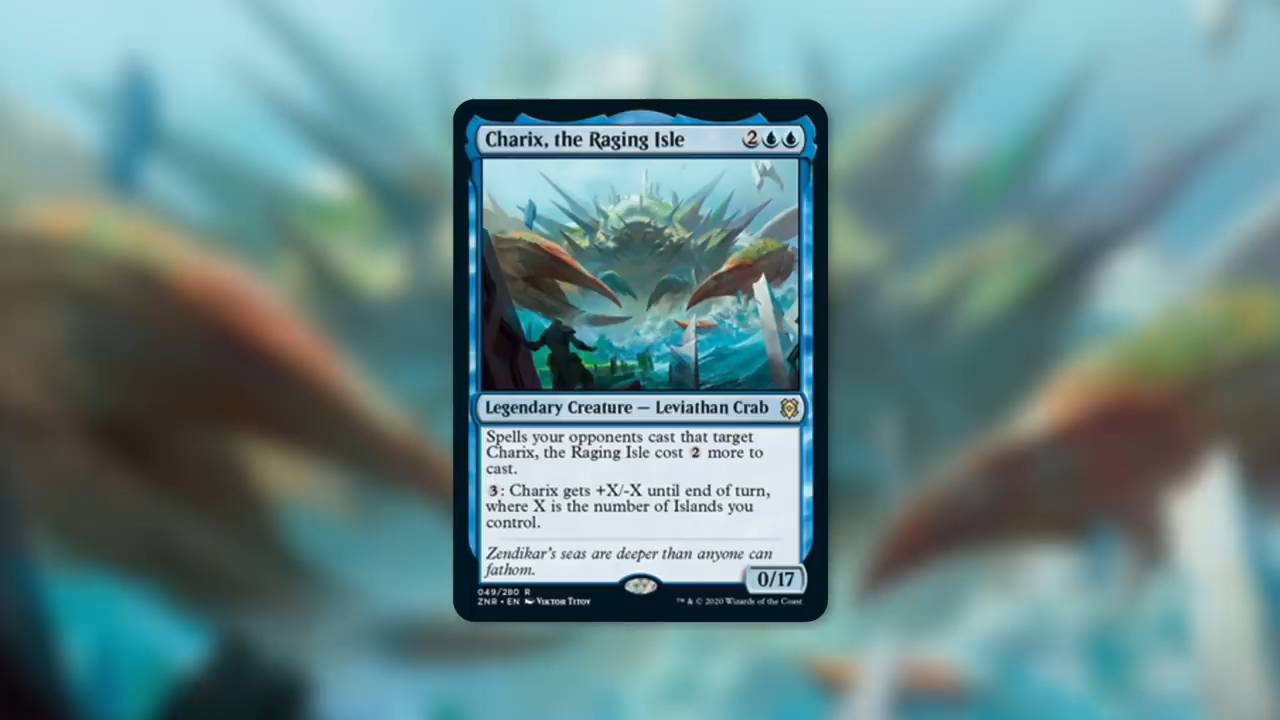 Charix, the Raging Isle 2
Legendary Creature — Leviathan Crab
Spells your opponents cast that target
Charix, the Raging Isle cost 2 more to
cast.
3: Charix gets +X/-X until end of turn,
where X is the number of Islands you
control.
Zendikar's seas are deeper than anyone can
fathom.
0/17
049/280 R
ZNR • EN Viktor Titov
™ & © 2020 Wizards of the Coast